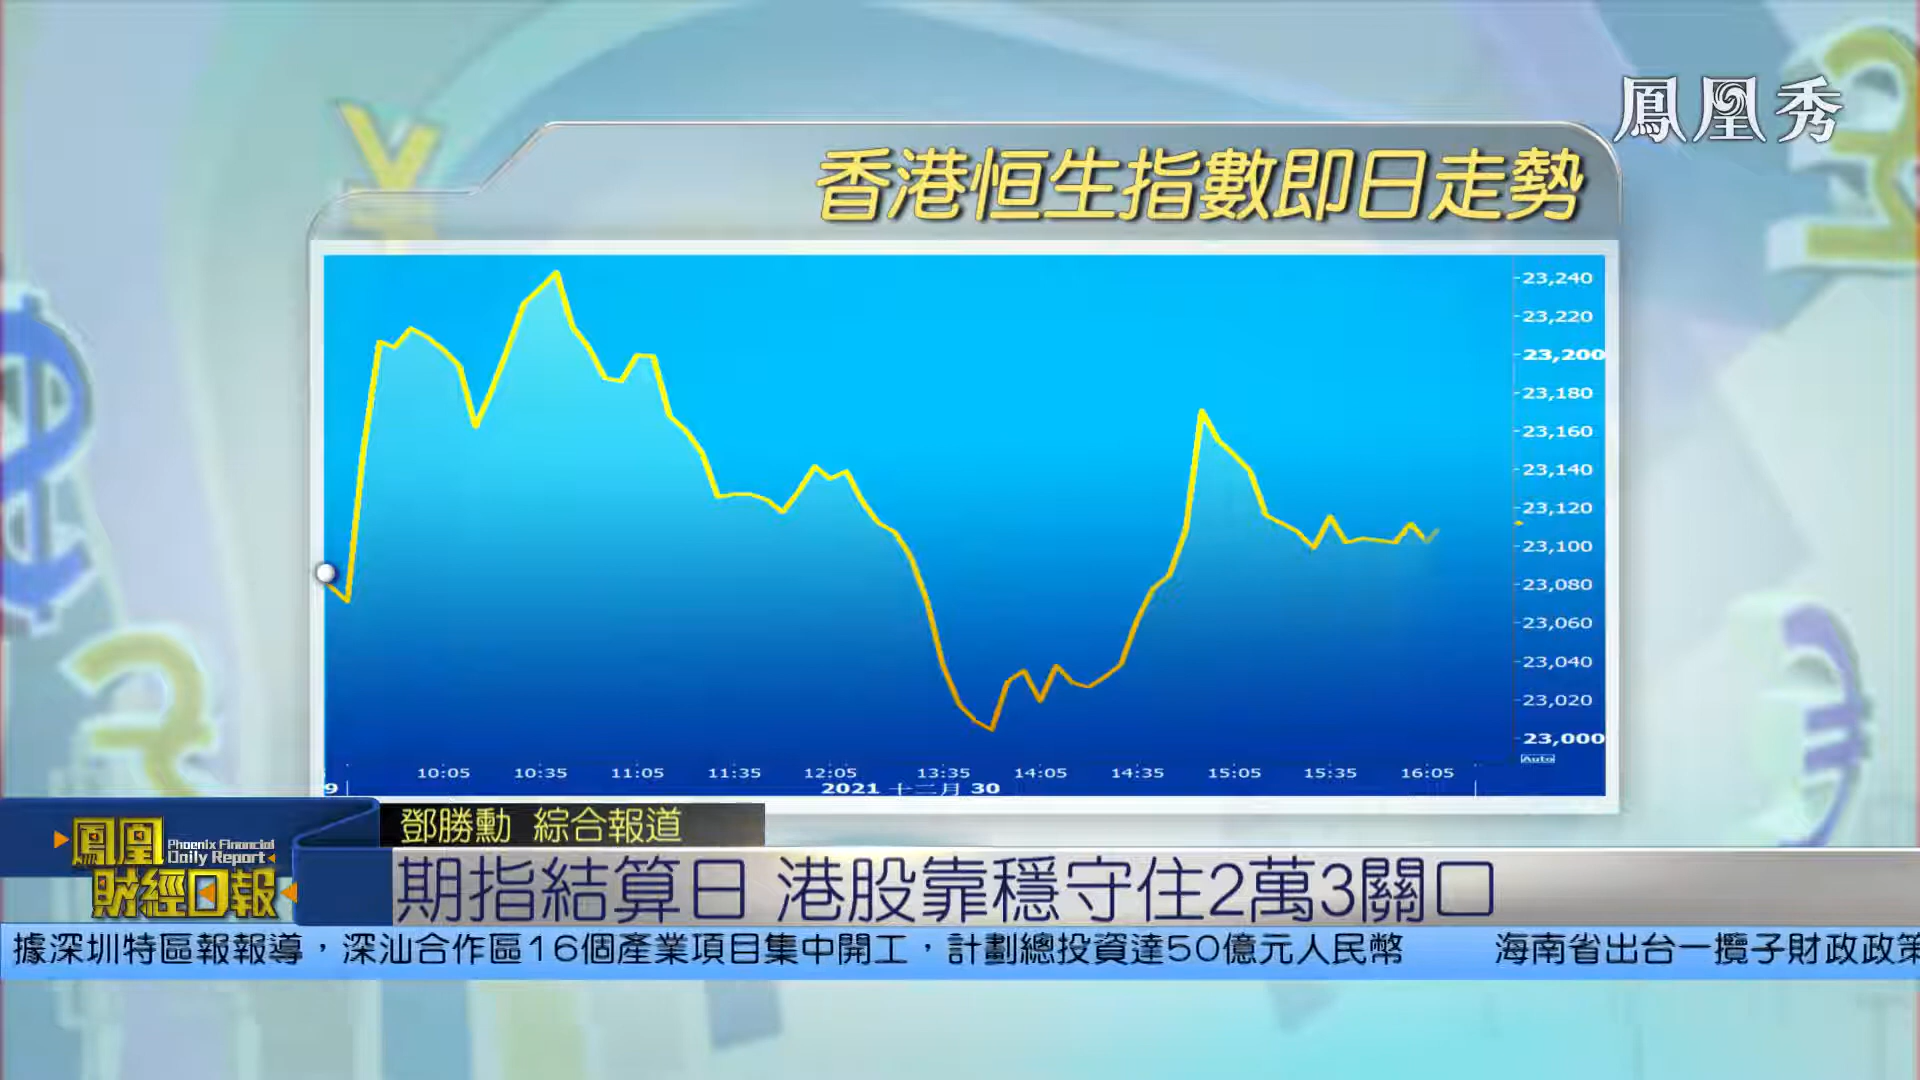 鳳凰秀
香港恒生指數即日走勢
23,240
23,220
23,200
23,180
23,160
23,140
23,120
23,100
23,080
23,060
23,040
23,020
23,000
Auto
10:05 10:35 11:05 11:35 12:05 13:35 14:05 14:35 15:05 15:35 16:05
9 2021 十二月 30
鄧勝勳 綜合報道
鳳凰 Phoenix Financial Daily Report
財經日報
期指結算日 港股靠穩守住2萬3關口
據深圳特區報報導，深汕合作區16個產業項目集中開工，計劃總投資達50億元人民幣 海南省出台一攬子財政政策